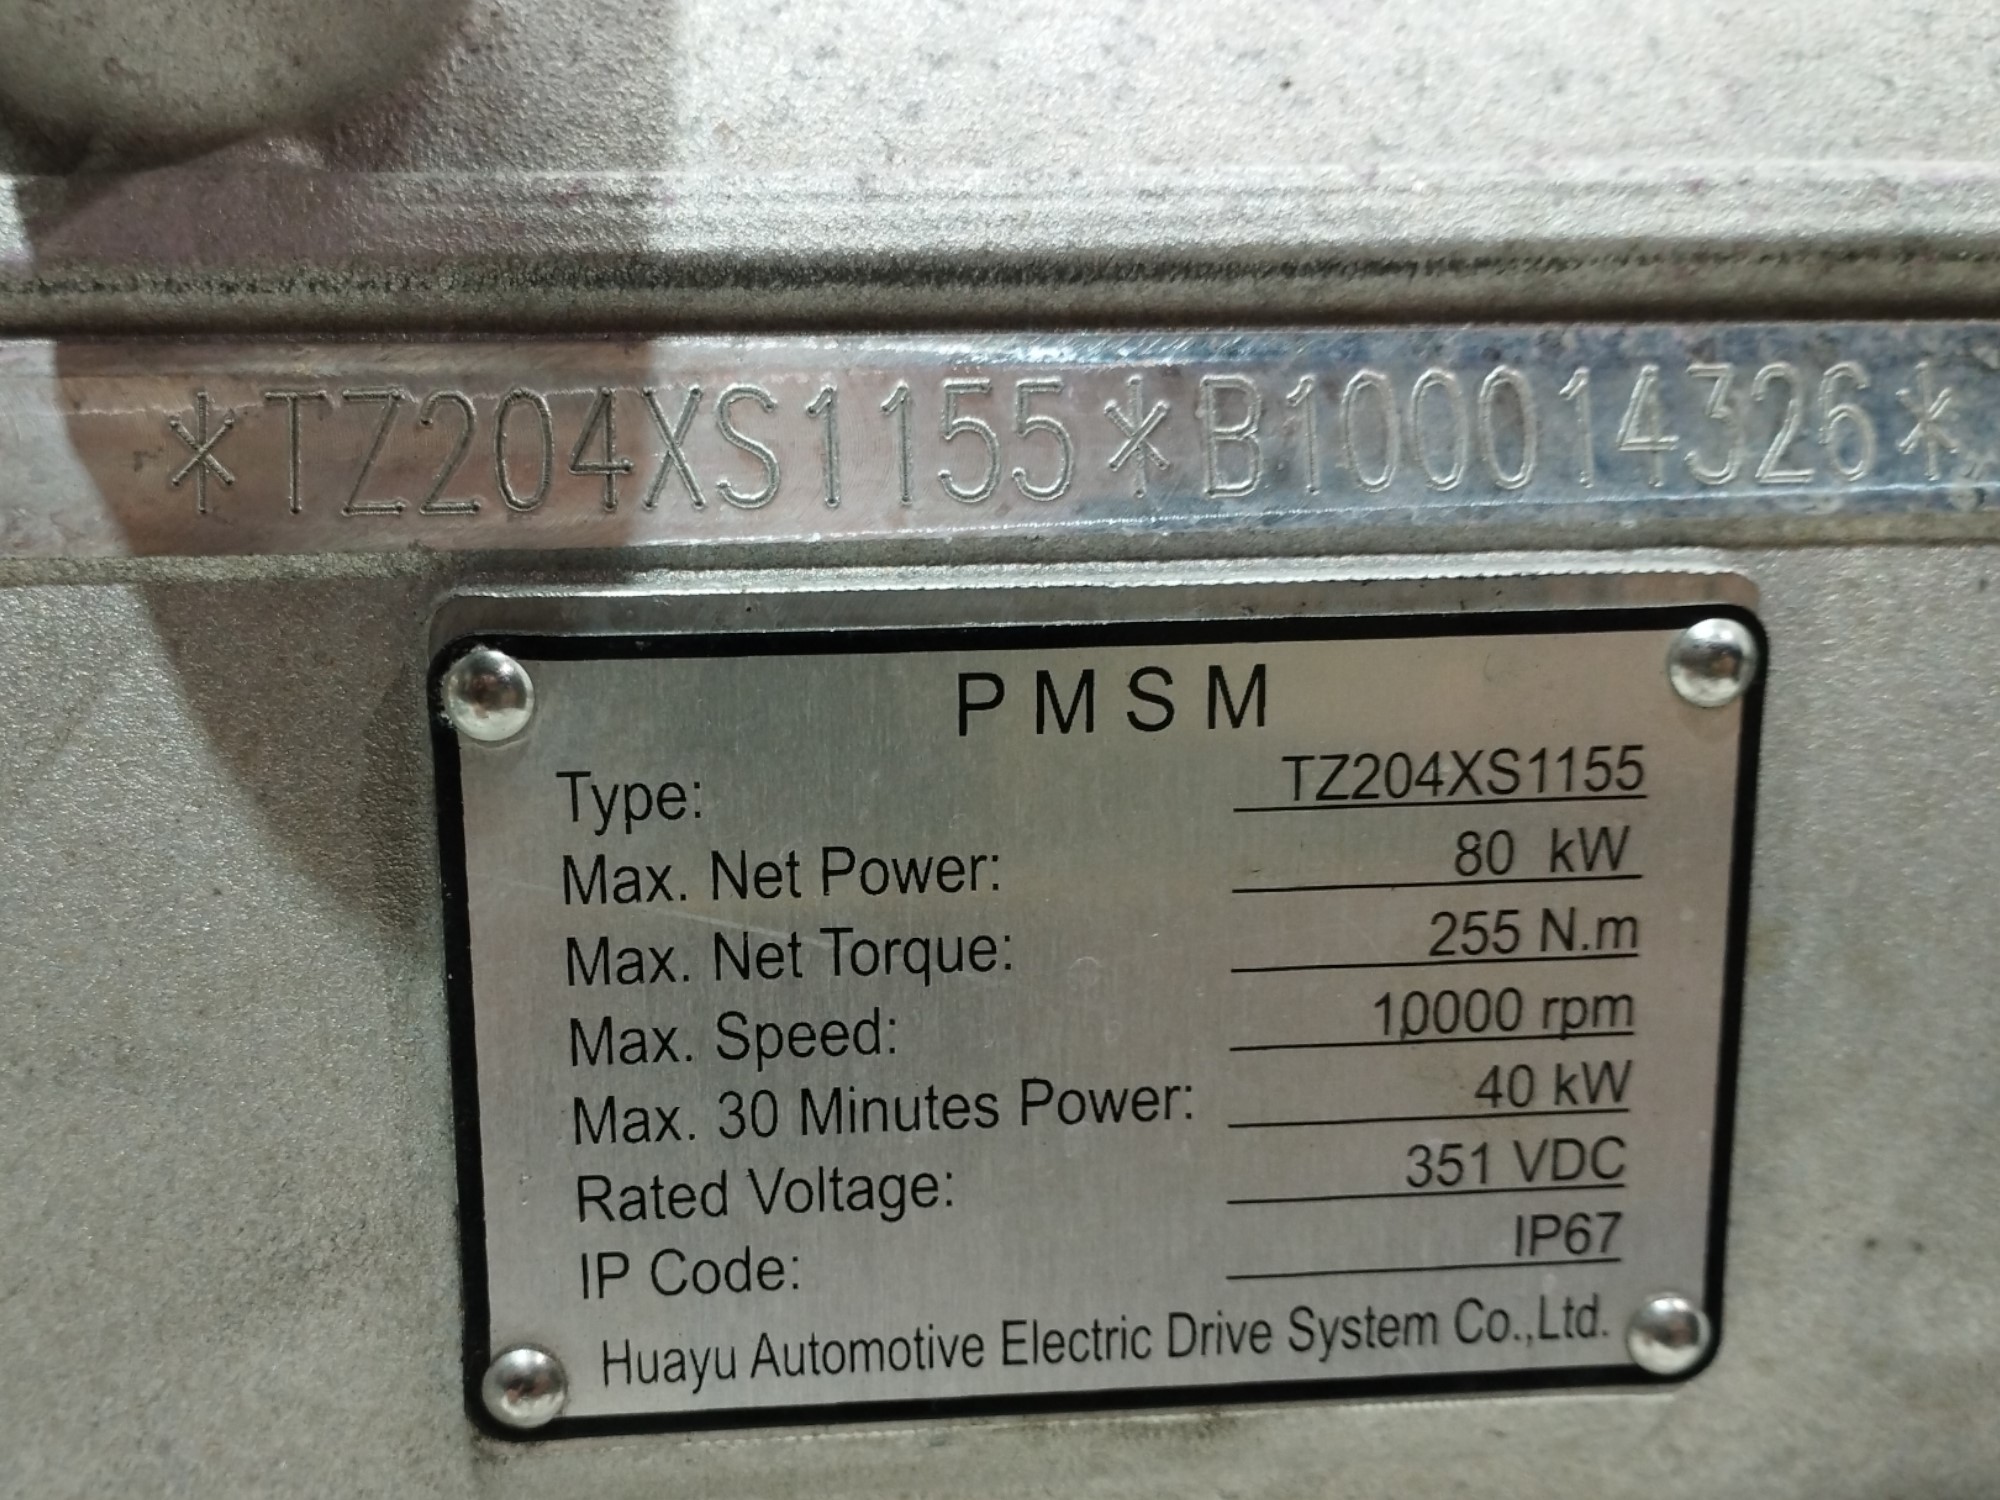 *TZ204XS1155*B100014326*
PMSM
Type: TZ204XS1155
Max. Net Power: 80 kW
Max. Net Torque: 255 N.m
Max. Speed: 10000 rpm
Max. 30 Minutes Power: 40 kW
Rated Voltage: 351 VDC
IP Code: IP67
Huayu Automotive Electric Drive System Co.,Ltd.